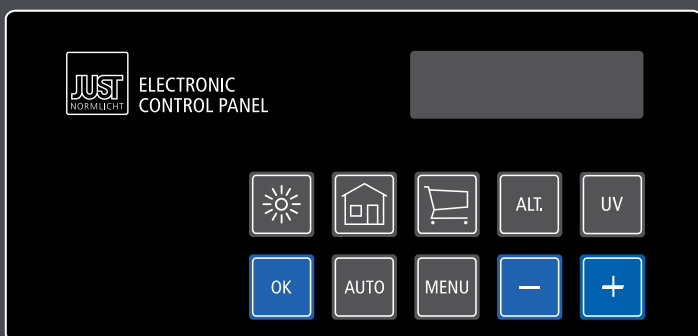 JUST
NORMLICHT
ELECTRONIC
CONTROL PANEL
ALT.
UV
OK
AUTO
MENU
−
+